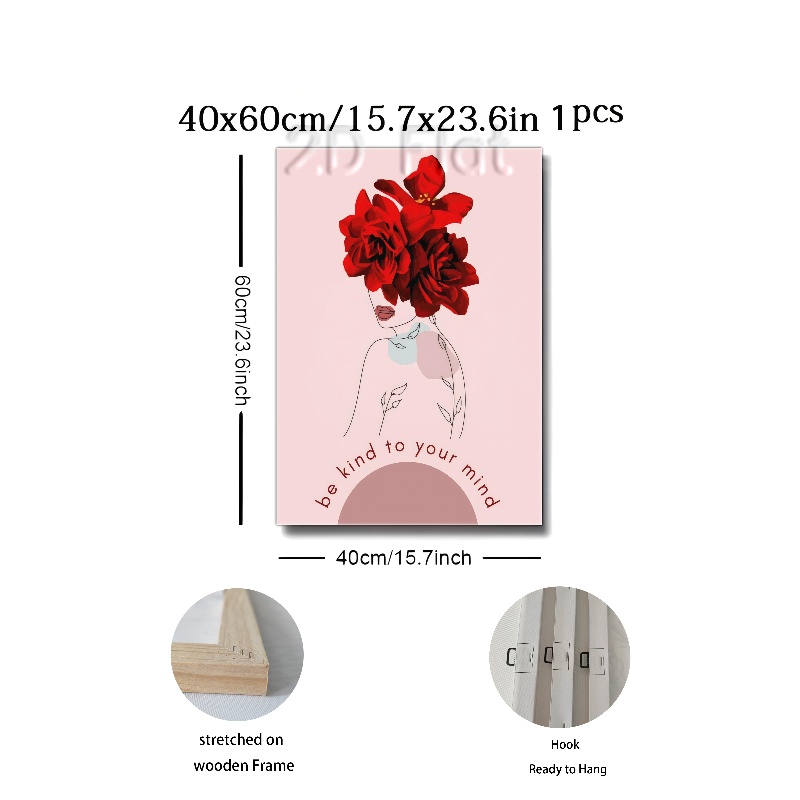 40x60cm/15.7x23.6in 1pcs
2D Flat
60cm/23.6inch
be kind to your mind
40cm/15.7inch
stretched on
wooden Frame
Hook
Ready to Hang